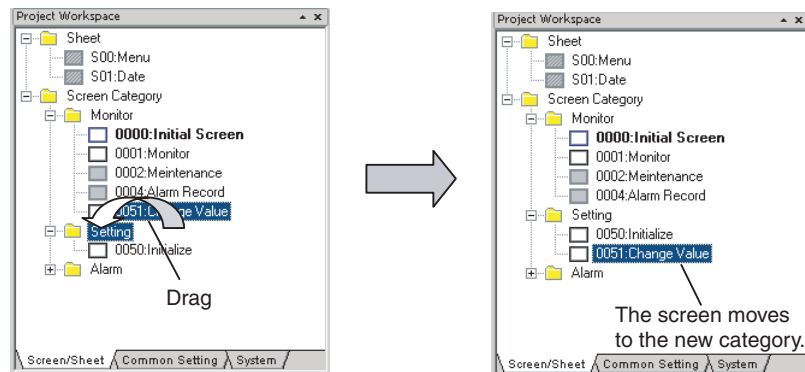 Project Workspace
Sheet
S00:Menu
S01:Date
Screen Category
Monitor
0000:Initial Screen
0001:Monitor
0002:Meintenance
0004:Alarm Record
0051:Change Value
Setting
0050:Initialize
Alarm
Drag
Screen/Sheet Common Setting System
Project Workspace
Sheet
S00:Menu
S01:Date
Screen Category
Monitor
0000:Initial Screen
0001:Monitor
0002:Meintenance
0004:Alarm Record
Setting
0050:Initialize
0051:Change Value
Alarm
The screen moves
to the new category.
Screen/Sheet Common Setting System